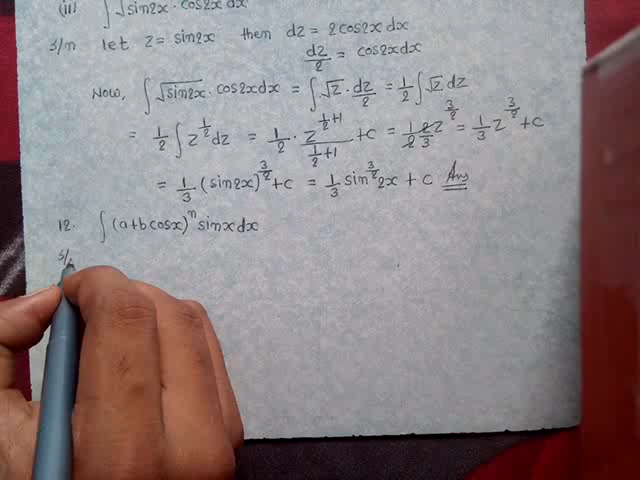 (ii) ∫√sin2x · cos2x dx
S/n let z = sin2x then dz = 2cos2x dx
dz/2 = cos2x dx
Now, ∫√sin2x · cos2x dx = ∫√z · dz/2 = 1/2 ∫√z dz
= 1/2 ∫ z^(1/2) dz = 1/2 · z^(1/2+1)/(1/2+1) + c = 1/2 · 2/3 z^(3/2) = 1/3 z^(3/2) + c
= 1/3 (sin2x)^(3/2) + c = 1/3 sin^(3/2) 2x + c Ans
12. ∫(a+b cosx)^n sinx dx
S/